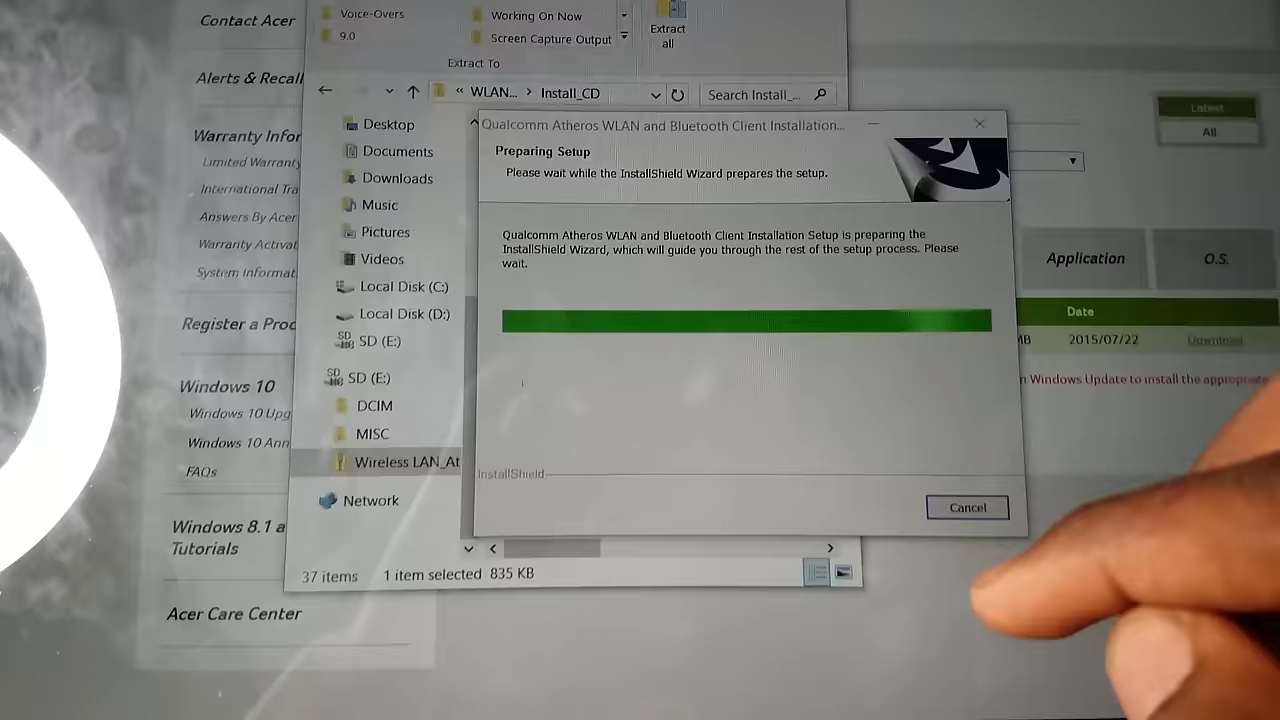 Contact Acer
Alerts & Recall
Warranty Infor
Limited Warranty
International Tra
Answers By Acer
Warranty Activat
System Informat
Register a Proc
Windows 10
Windows 10 Upg
Windows 10 Ann
FAQs
Windows 8.1 a
Tutorials
Acer Care Center
Voice-Overs
Working On Now
9.0
Screen Capture Output
Extract
all
Extract To
« WLAN... > Install_CD
Search Install_...
Desktop
Documents
Downloads
Music
Pictures
Videos
Local Disk (C:)
Local Disk (D:)
SD (E:)
SD (E:)
DCIM
MISC
Wireless LAN_At
Network
37 items 1 item selected 835 KB
Qualcomm Atheros WLAN and Bluetooth Client Installation...
Preparing Setup
Please wait while the InstallShield Wizard prepares the setup.
Qualcomm Atheros WLAN and Bluetooth Client Installation Setup is preparing the
InstallShield Wizard, which will guide you through the rest of the setup process. Please
wait.
InstallShield
Cancel
Latest
All
Application
O.S.
Date
MB 2015/07/22 Download
n Windows Update to install the appropriate